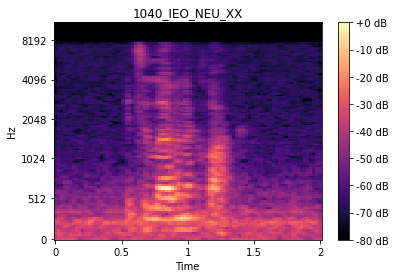 1040_IEO_NEU_XX
+0 dB
8192
-10 dB
4096
-20 dB
-30 dB
2048
Hz
-40 dB
1024
-50 dB
512
-60 dB
-70 dB
0
-80 dB
0 0.5 1 1.5 2
Time